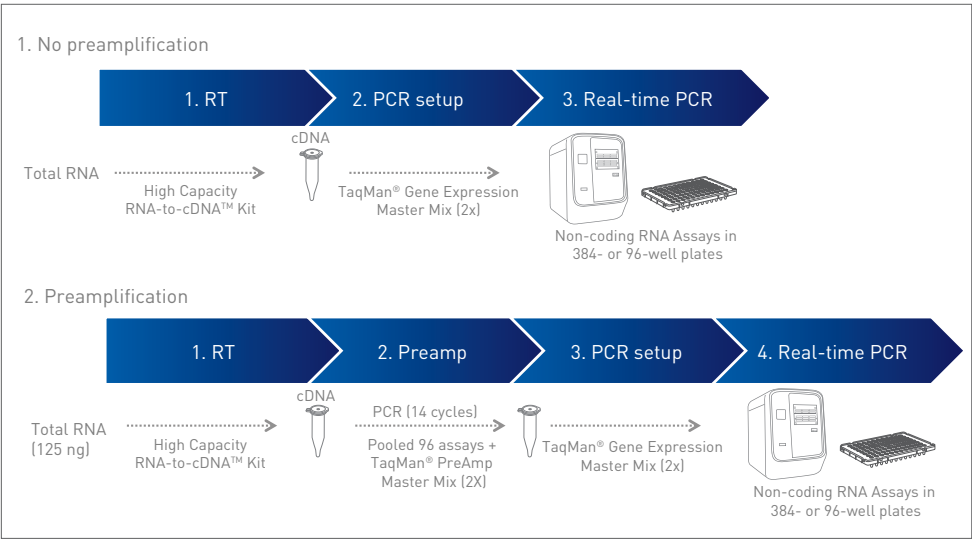 1. No preamplification
1. RT
2. PCR setup
3. Real-time PCR
cDNA
Total RNA
High Capacity
RNA-to-cDNA™ Kit
TaqMan® Gene Expression
Master Mix (2x)
Non-coding RNA Assays in
384- or 96-well plates
2. Preamplification
1. RT
2. Preamp
3. PCR setup
4. Real-time PCR
cDNA
Total RNA
(125 ng)
High Capacity
RNA-to-cDNA™ Kit
PCR (14 cycles)
Pooled 96 assays +
TaqMan® PreAmp
Master Mix (2X)
TaqMan® Gene Expression
Master Mix (2x)
Non-coding RNA Assays in
384- or 96-well plates